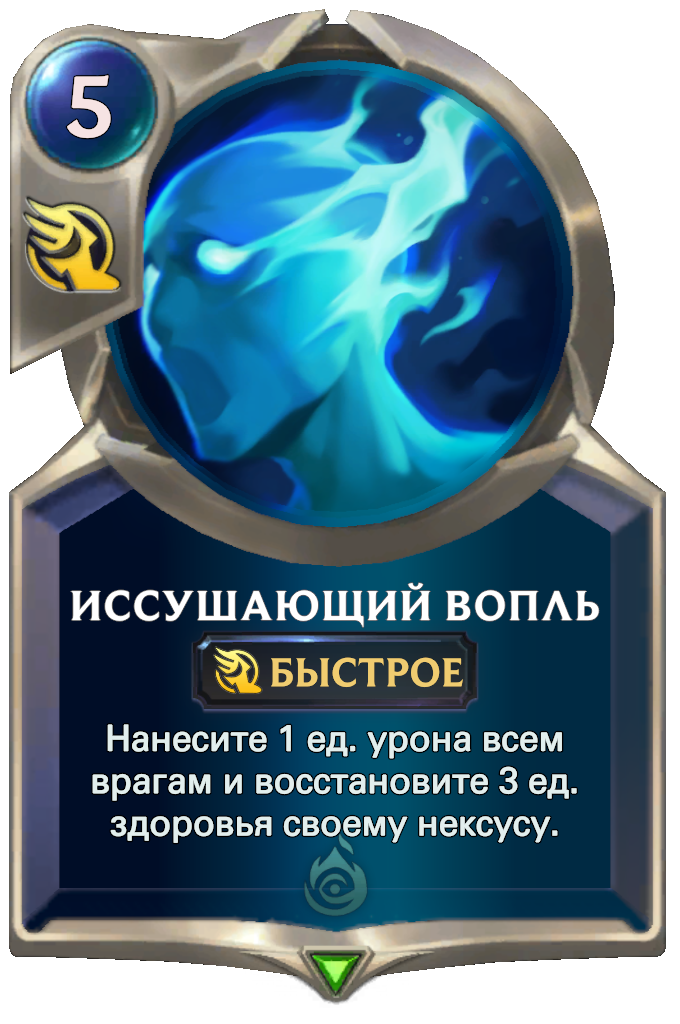 5
ИССУШАЮЩИЙ ВОПЛЬ
БЫСТРОЕ
Нанесите 1 ед. урона всем
врагам и восстановите 3 ед.
здоровья своему нексусу.